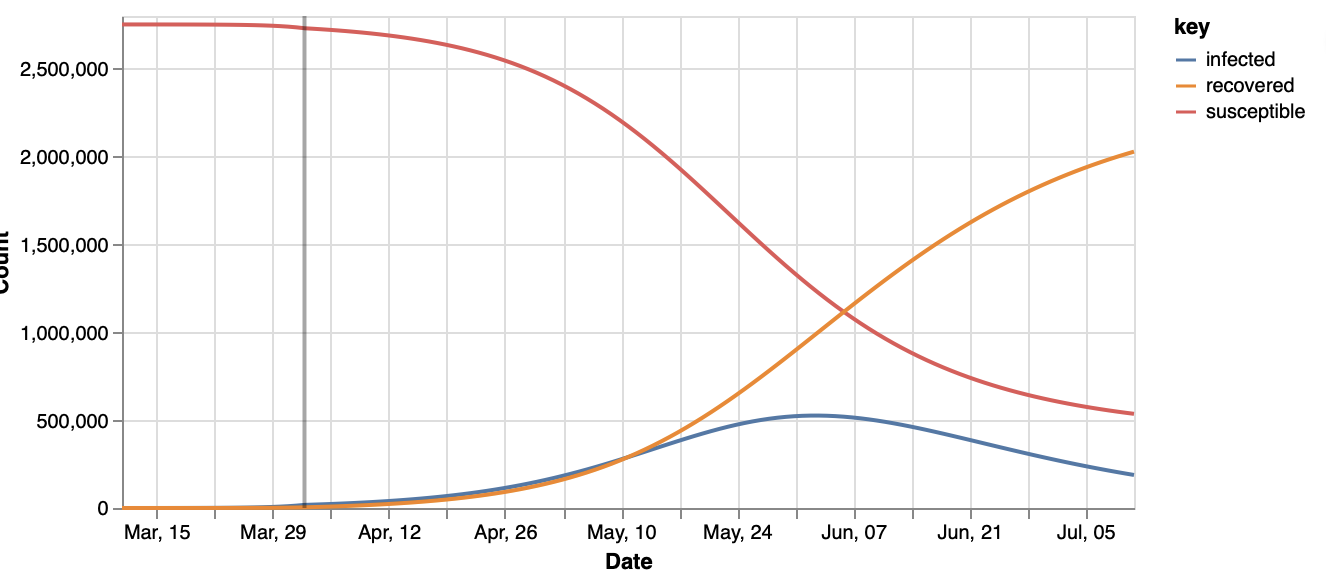 key
infected
recovered
susceptible
2,500,000
2,000,000
1,500,000
1,000,000
500,000
0
Count
Mar, 15 Mar, 29 Apr, 12 Apr, 26 May, 10 May, 24 Jun, 07 Jun, 21 Jul, 05
Date